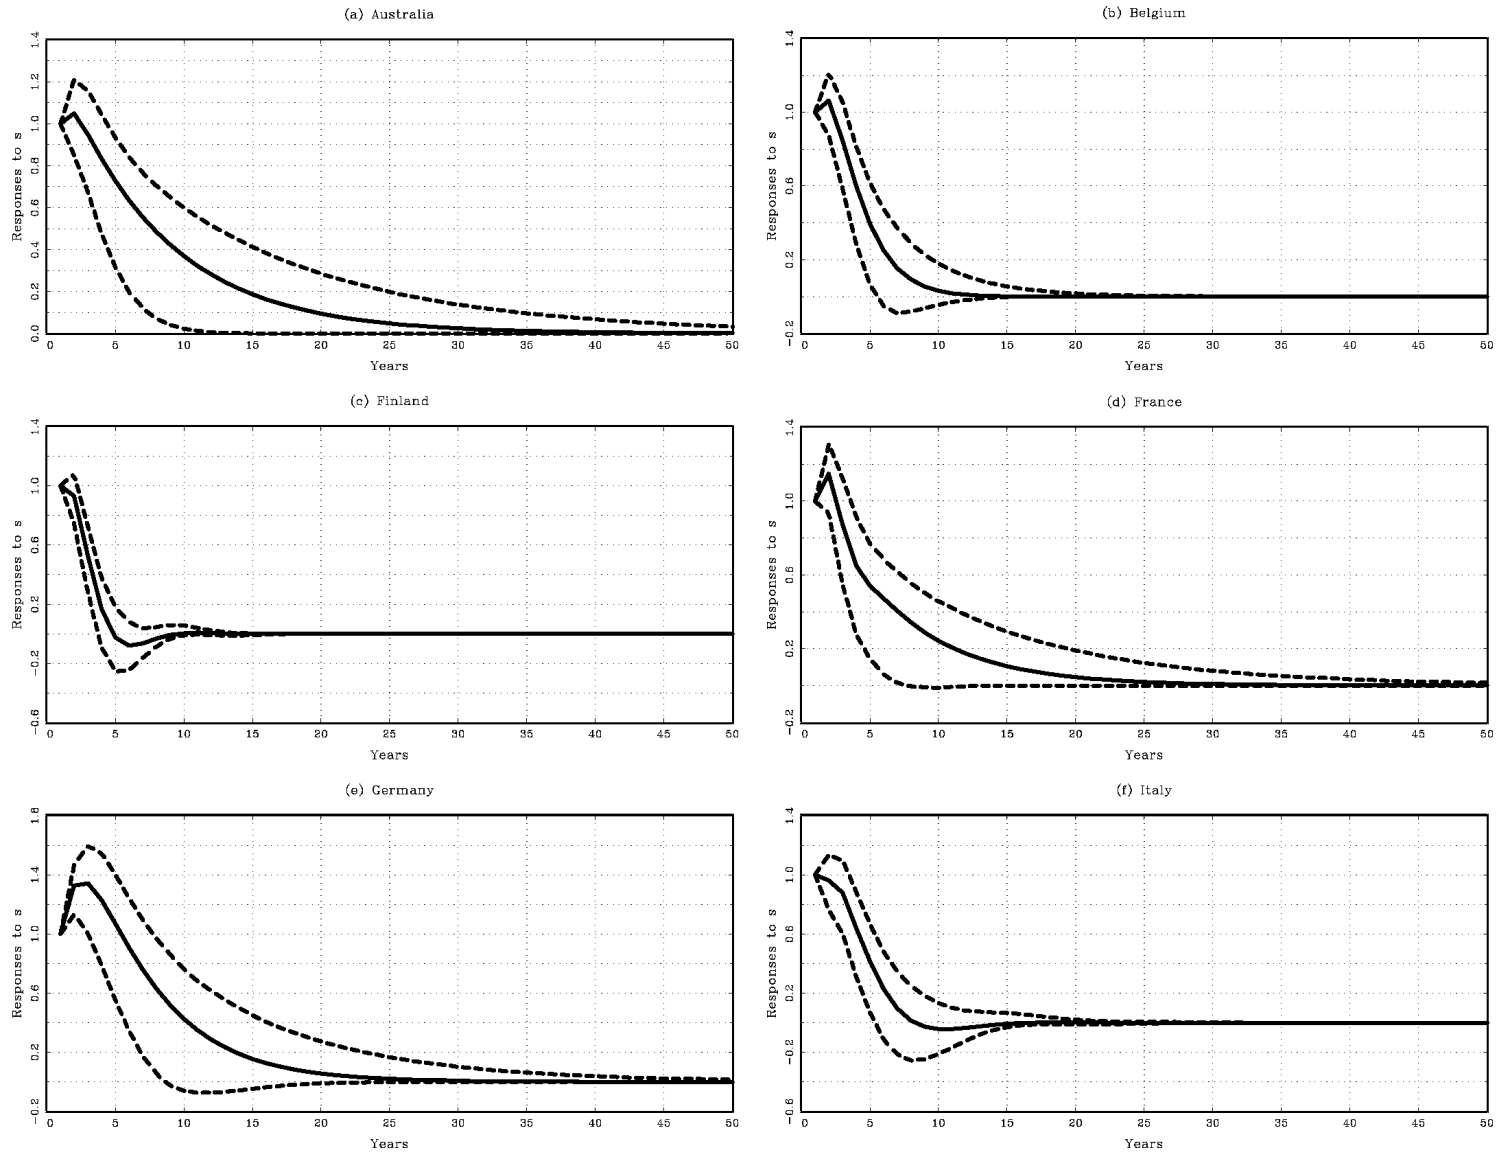 (a) Australia
(b) Belgium
Responses to s
0.0 0.2 0.4 0.6 0.8 1.0 1.2 1.4
0 5 10 15 20 25 30 35 40 45 50
Years
Responses to s
−0.2 0.2 0.6 1.0 1.4
0 5 10 15 20 25 30 35 40 45 50
Years
(c) Finland
(d) France
Responses to s
−0.6 −0.2 0.2 0.6 1.0 1.4
0 5 10 15 20 25 30 35 40 45 50
Years
Responses to s
−0.2 0.2 0.6 1.0 1.4
0 5 10 15 20 25 30 35 40 45 50
Years
(e) Germany
(f) Italy
Responses to s
−0.2 0.2 0.6 1.0 1.4 1.8
0 5 10 15 20 25 30 35 40 45 50
Years
Responses to s
−0.6 −0.2 0.2 0.6 1.0 1.4
0 5 10 15 20 25 30 35 40 45 50
Years